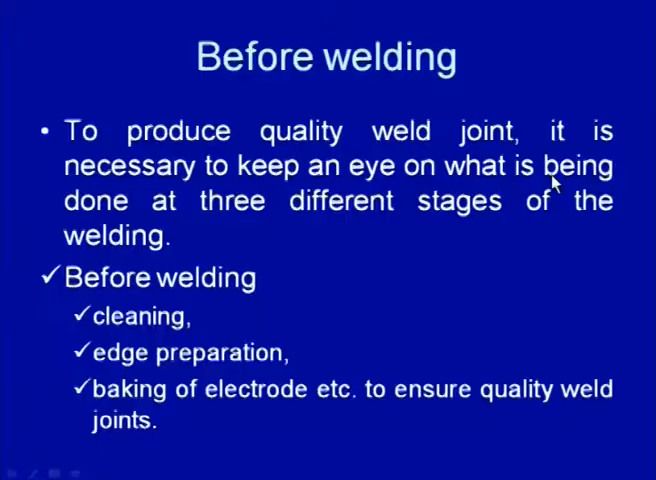 Before welding
• To produce quality weld joint, it is
necessary to keep an eye on what is being
done at three different stages of the
welding.
✓Before welding
✓cleaning,
✓edge preparation,
✓baking of electrode etc. to ensure quality weld
joints.